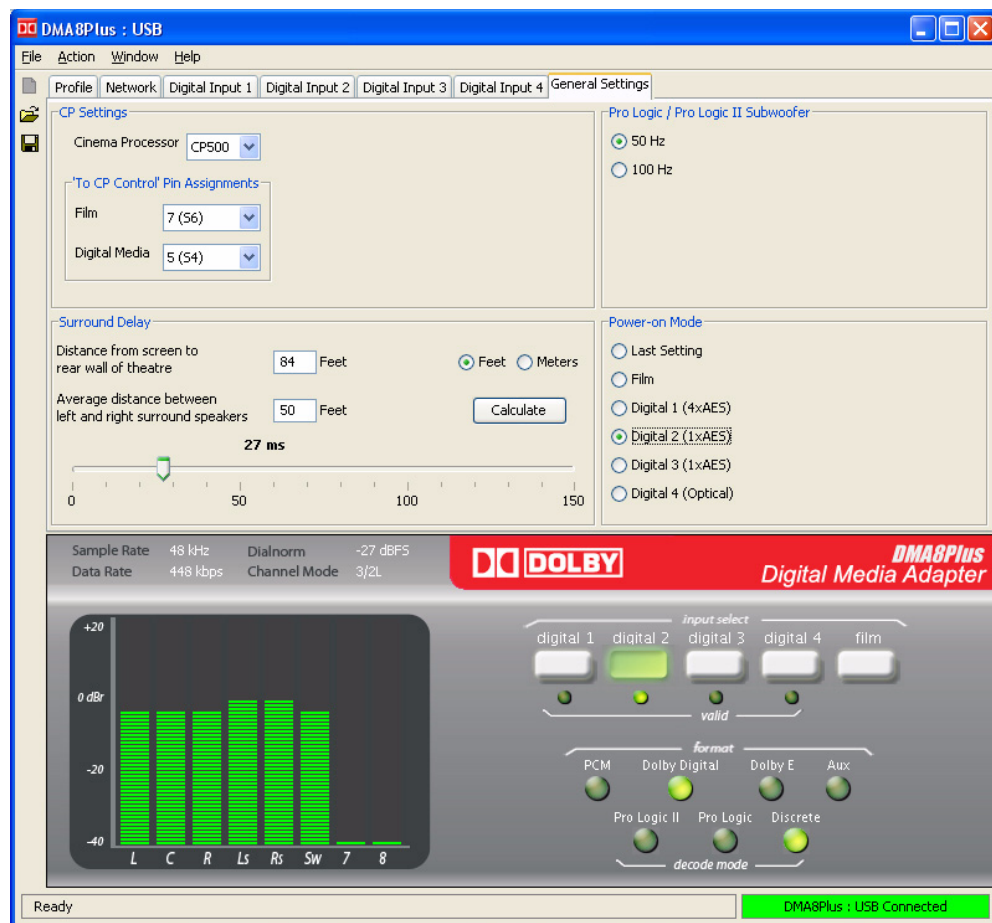 DMA8Plus : USB
File Action Window Help
Profile Network Digital Input 1 Digital Input 2 Digital Input 3 Digital Input 4 General Settings
CP Settings
Cinema Processor CP500
'To CP Control' Pin Assignments
Film 7 (S6)
Digital Media 5 (S4)
Pro Logic / Pro Logic II Subwoofer
50 Hz
100 Hz
Surround Delay
Distance from screen to
rear wall of theatre 84 Feet Feet Meters
Average distance between
left and right surround speakers 50 Feet Calculate
27 ms
0 50 100 150
Power-on Mode
Last Setting
Film
Digital 1 (4xAES)
Digital 2 (1xAES)
Digital 3 (1xAES)
Digital 4 (Optical)
Sample Rate 48 kHz Dialnorm -27 dBFS
Data Rate 448 kbps Channel Mode 3/2L
DOLBY
DMA8Plus
Digital Media Adapter
+20
0 dBr
-20
-40
L C R Ls Rs Sw 7 8
input select
digital 1 digital 2 digital 3 digital 4 film
valid
format
PCM Dolby Digital Dolby E Aux
Pro Logic II Pro Logic Discrete
decode mode
Ready DMA8Plus : USB Connected